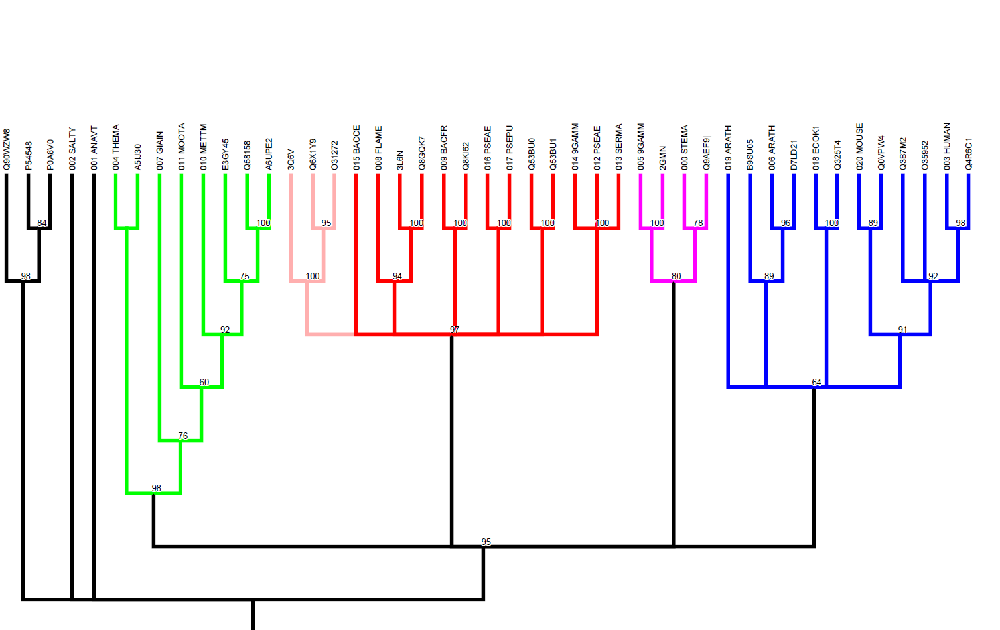 Q90WZW8
P54548
P0A8V0
002 SALTY
001 ANAVT
004 THEMA
A5IJ30
007 GIAIN
011 MOOTA
010 METTM
E3GY45
Q58158
A6UPE2
3Q6V
Q6X1Y9
O31272
015 BACCE
008 FLAME
3L6N
Q8GQK7
009 BACFR
Q8KI62
016 PSEAE
017 PSEPU
Q53BU0
Q53BU1
014 9GAMM
012 PSEAE
013 SERMA
005 9GAMM
2GMN
000 STEMA
Q9AEF9|
019 ARATH
B9SU05
006 ARATH
D7LD21
018 ECOK1
Q325T4
020 MOUSE
Q0VPW4
Q3B7M2
O35952
003 HUMAN
Q4R6C1
84
100
95
100
100
100
100
100
100
78
96
100
89
98
98
75
100
94
80
89
92
92
97
91
60
64
76
98
95